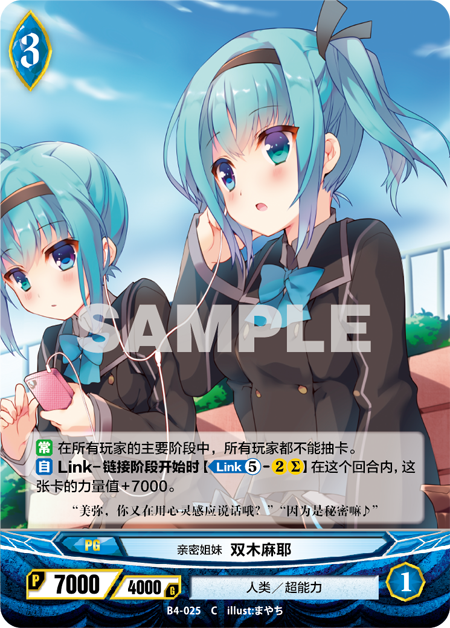 3
SAMPLE
常 在所有玩家的主要阶段中，所有玩家都不能抽卡。
自 Link-链接阶段开始时【Link⑤-2Σ】在这个回合内，这
张卡的力量值+7000。
“美弥，你又在用心灵感应说话哦？”“因为是秘密嘛♪”
PG
亲密姐妹 双木麻耶
P 7000 / 4000 G
人类／超能力
1
B4-025 C illust:まやち